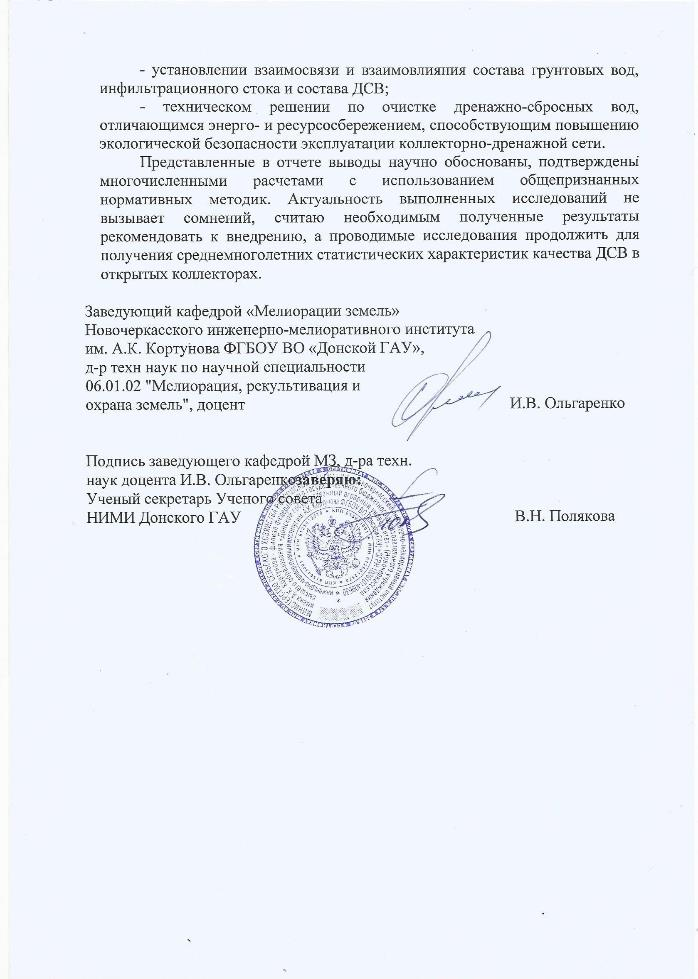 - установлении взаимосвязи и взаимовлияния состава грунтовых вод,
инфильтрационного стока и состава ДСВ;
- техническом решении по очистке дренажно-сбросных вод,
отличающимся энерго- и ресурсосбережением, способствующим повышению
экологической безопасности эксплуатации коллекторно-дренажной сети.
Представленные в отчете выводы научно обоснованы, подтверждены
многочисленными расчетами с использованием общепризнанных
нормативных методик. Актуальность выполненных исследований не
вызывает сомнений, считаю необходимым полученные результаты
рекомендовать к внедрению, а проводимые исследования продолжить для
получения среднемноголетних статистических характеристик качества ДСВ в
открытых коллекторах.
Заведующий кафедрой «Мелиорации земель»
Новочеркасского инженерно-мелиоративного института
им. А.К. Кортунова ФГБОУ ВО «Донской ГАУ»,
д-р техн наук по научной специальности
06.01.02 "Мелиорация, рекультивация и
охрана земель", доцент И.В. Ольгаренко
Подпись заведующего кафедрой МЗ, д-ра техн.
наук доцента И.В. Ольгаренкозаверяю:
Ученый секретарь Ученого совета
НИМИ Донского ГАУ В.Н. Полякова